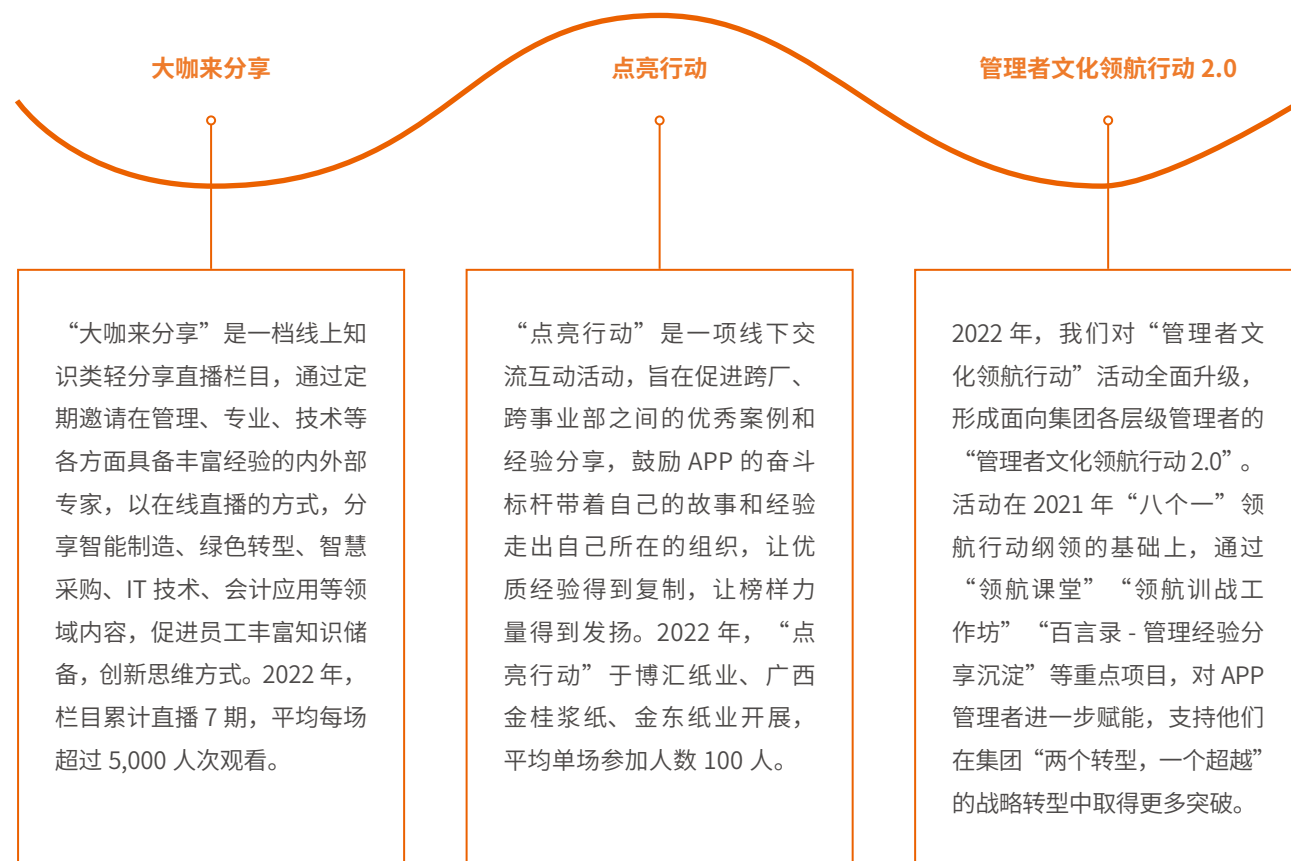 大咖来分享
“大咖来分享”是一档线上知
识类轻分享直播栏目，通过定
期邀请在管理、专业、技术等
各方面具备丰富经验的内外部
专家，以在线直播的方式，分
享智能制造、绿色转型、智慧
采购、IT 技术、会计应用等领
域内容，促进员工丰富知识储
备，创新思维方式。2022 年，
栏目累计直播 7 期，平均每场
超过 5,000 人次观看。
点亮行动
“点亮行动”是一项线下交
流互动活动，旨在促进跨厂、
跨事业部之间的优秀案例和
经验分享，鼓励 APP 的奋斗
标杆带着自己的故事和经验
走出自己所在的组织，让优
质经验得到复制，让榜样力
量得到发扬。2022 年，“点
亮行动”于博汇纸业、广西
金桂浆纸、金东纸业开展，
平均单场参加人数 100 人。
管理者文化领航行动 2.0
2022 年，我们对“管理者文
化领航行动”活动全面升级，
形成面向集团各层级管理者的
“管理者文化领航行动 2.0”。
活动在 2021 年“八个一”领
航行动纲领的基础上，通过
“领航课堂”“领航训战工
作坊”“百言录 - 管理经验分
享沉淀”等重点项目，对 APP
管理者进一步赋能，支持他们
在集团“两个转型，一个超越”
的战略转型中取得更多突破。